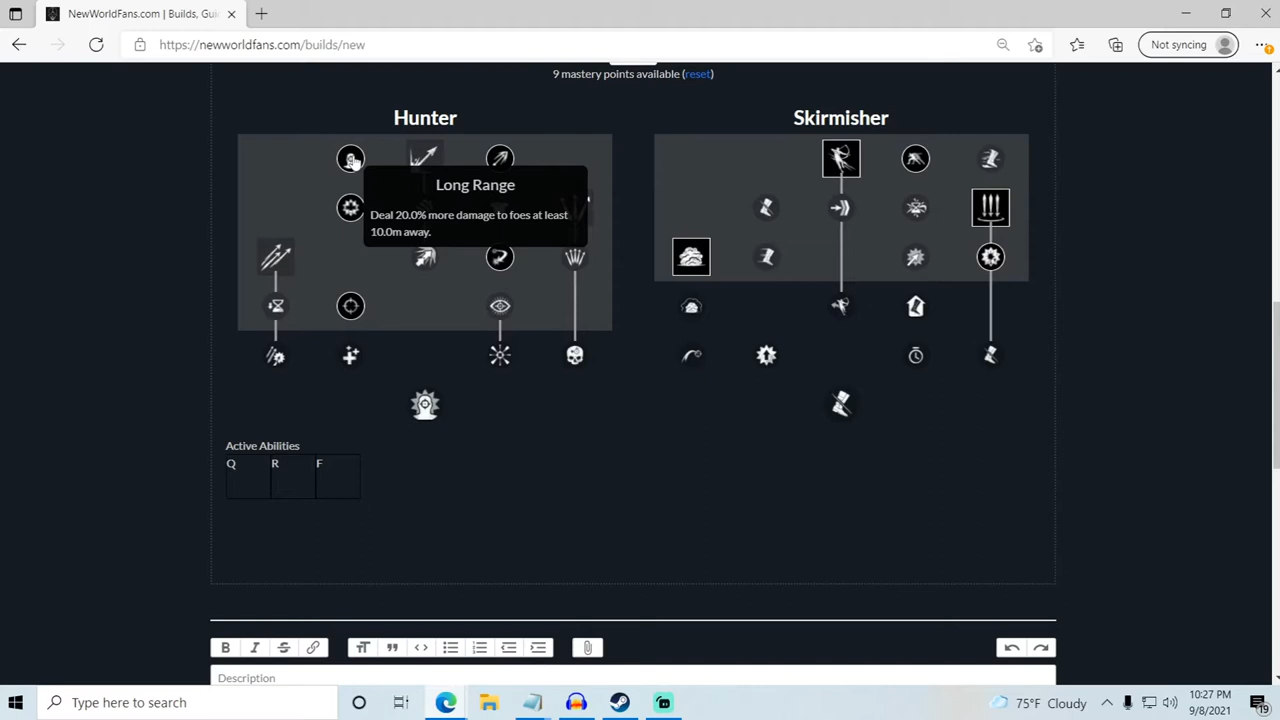 NewWorldFans.com | Builds, Gui
https://newworldfans.com/builds/new
Not syncing
9 mastery points available (reset)
Hunter
Skirmisher
Long Range
Deal 20.0% more damage to foes at least
10.0m away.
Active Abilities
Q R F
Description
Type here to search
75°F Cloudy
10:27 PM
9/8/2021
19